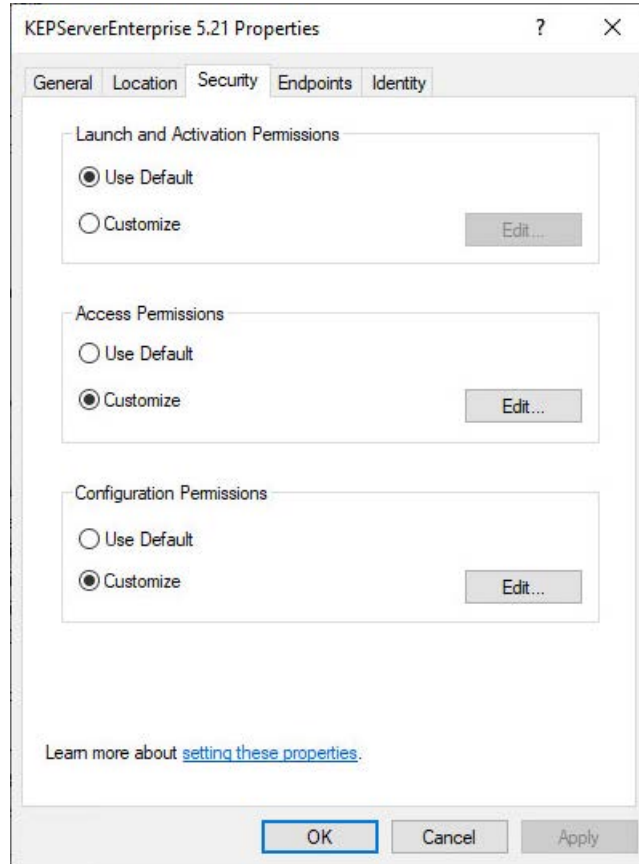 KEPServerEnterprise 5.21 Properties ? ✕
General Location Security Endpoints Identity
Launch and Activation Permissions
Use Default
Customize Edit...
Access Permissions
Use Default
Customize Edit...
Configuration Permissions
Use Default
Customize Edit...
Learn more about setting these properties.
OK Cancel Apply